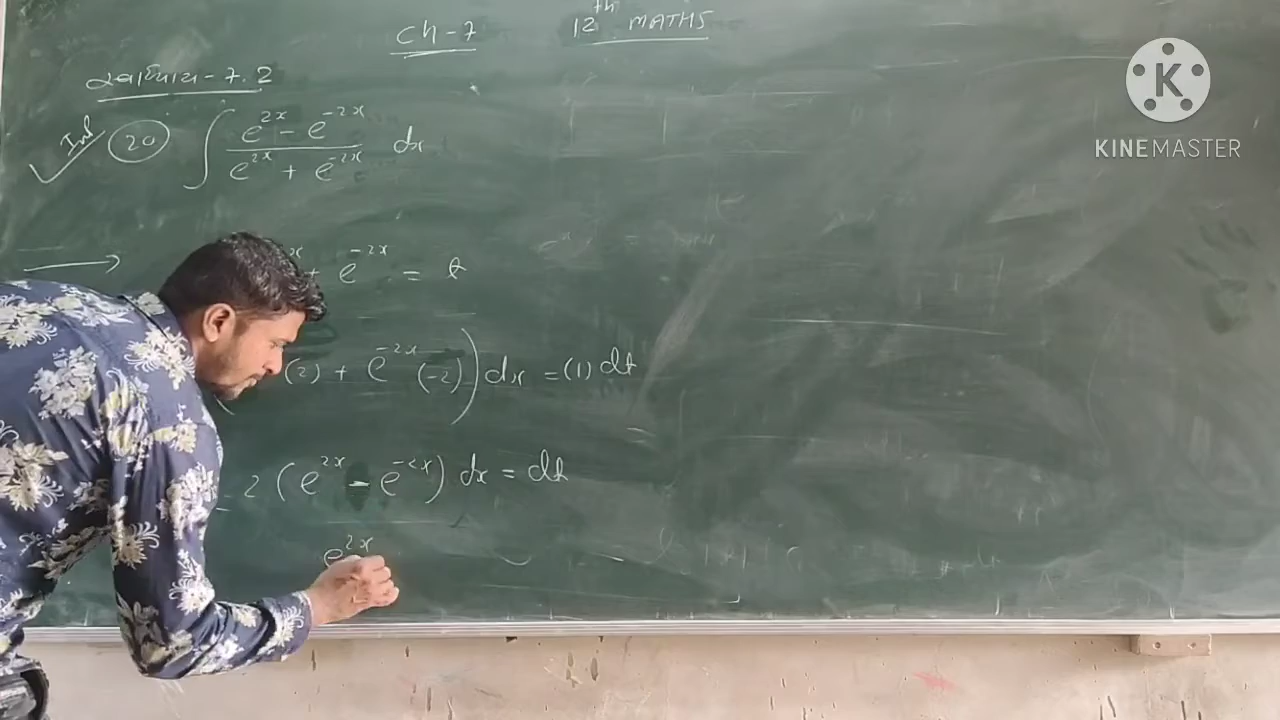 Ch-7 12th MATHS
સ્વાધ્યાય-7.2
Imp 20 ∫ (e^2x - e^-2x)/(e^2x + e^-2x) dx
x + e^-2x = t
(2) + e^-2x (-2)) dx = (1) dt
2 (e^2x - e^-2x) dx = dt
e^2x
K
KINEMASTER